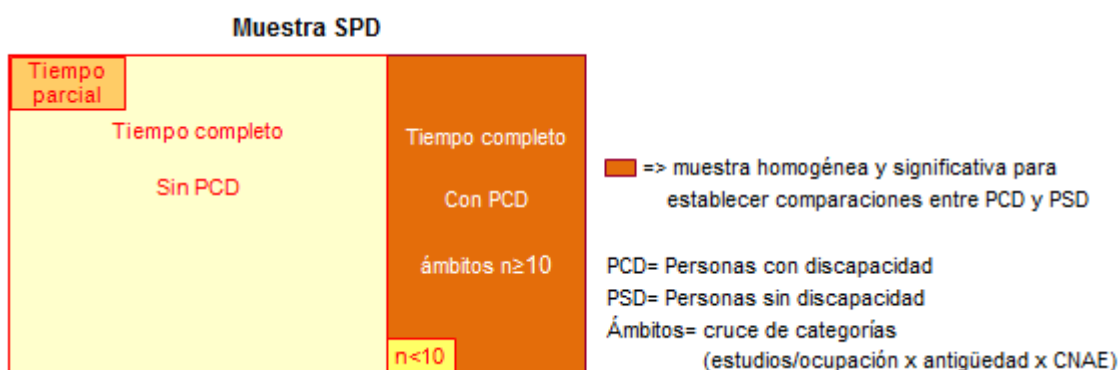 Muestra SPD
Tiempo
parcial
Tiempo completo
Sin PCD
Tiempo completo
Con PCD
ámbitos n≥10
n<10
=> muestra homogénea y significativa para
establecer comparaciones entre PCD y PSD
PCD= Personas con discapacidad
PSD= Personas sin discapacidad
Ámbitos= cruce de categorías
(estudios/ocupación x antigüedad x CNAE)